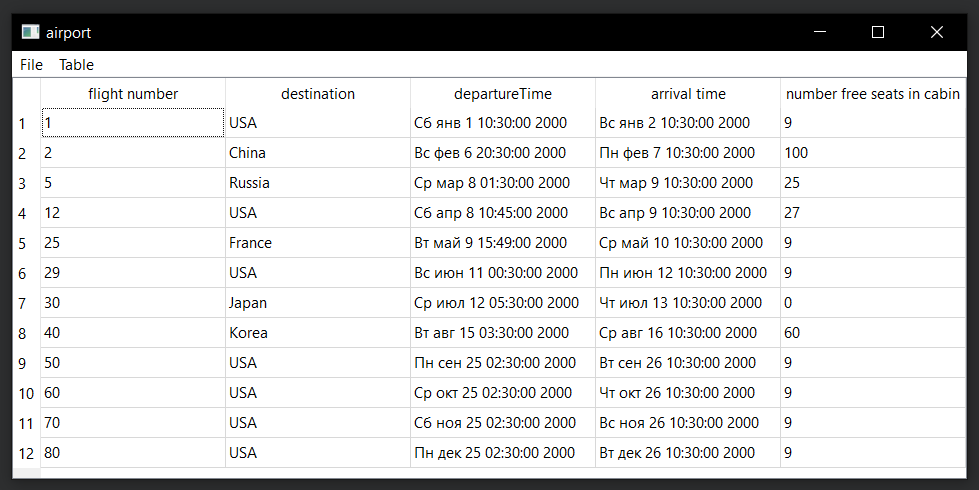 airport
File Table
flight number destination departureTime arrival time number free seats in cabin
1 1 USA Сб янв 1 10:30:00 2000 Вс янв 2 10:30:00 2000 9
2 2 China Вс фев 6 20:30:00 2000 Пн фев 7 10:30:00 2000 100
3 5 Russia Ср мар 8 01:30:00 2000 Чт мар 9 10:30:00 2000 25
4 12 USA Сб апр 8 10:45:00 2000 Вс апр 9 10:30:00 2000 27
5 25 France Вт май 9 15:49:00 2000 Ср май 10 10:30:00 2000 9
6 29 USA Вс июн 11 00:30:00 2000 Пн июн 12 10:30:00 2000 9
7 30 Japan Ср июл 12 05:30:00 2000 Чт июл 13 10:30:00 2000 0
8 40 Korea Вт авг 15 03:30:00 2000 Ср авг 16 10:30:00 2000 60
9 50 USA Пн сен 25 02:30:00 2000 Вт сен 26 10:30:00 2000 9
10 60 USA Ср окт 25 02:30:00 2000 Чт окт 26 10:30:00 2000 9
11 70 USA Сб ноя 25 02:30:00 2000 Вс ноя 26 10:30:00 2000 9
12 80 USA Пн дек 25 02:30:00 2000 Вт дек 26 10:30:00 2000 9